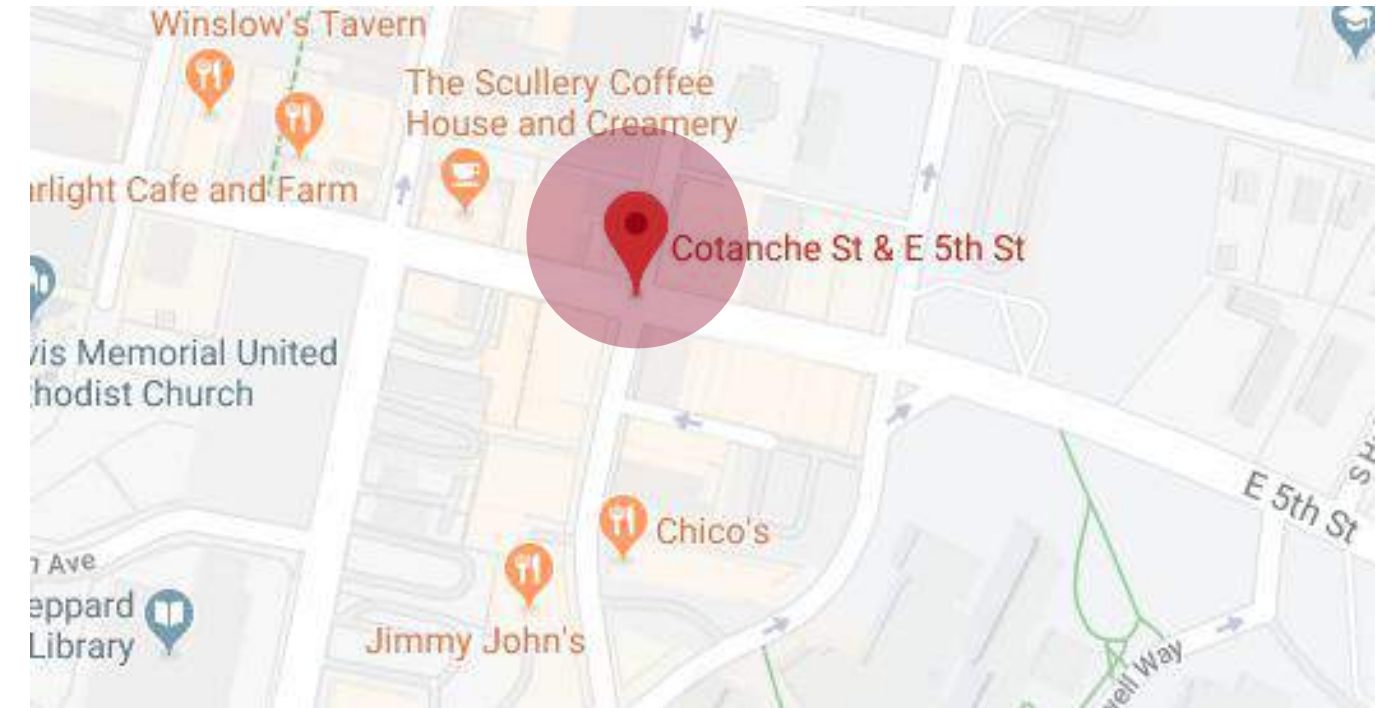 Winslow's Tavern
The Scullery Coffee
House and Creamery
rlight Cafe and Farm
Cotanche St & E 5th St
vis Memorial United
hodist Church
E 5th St
S H
Chico's
Ave
eppard
Library
Jimmy John's
ell Way